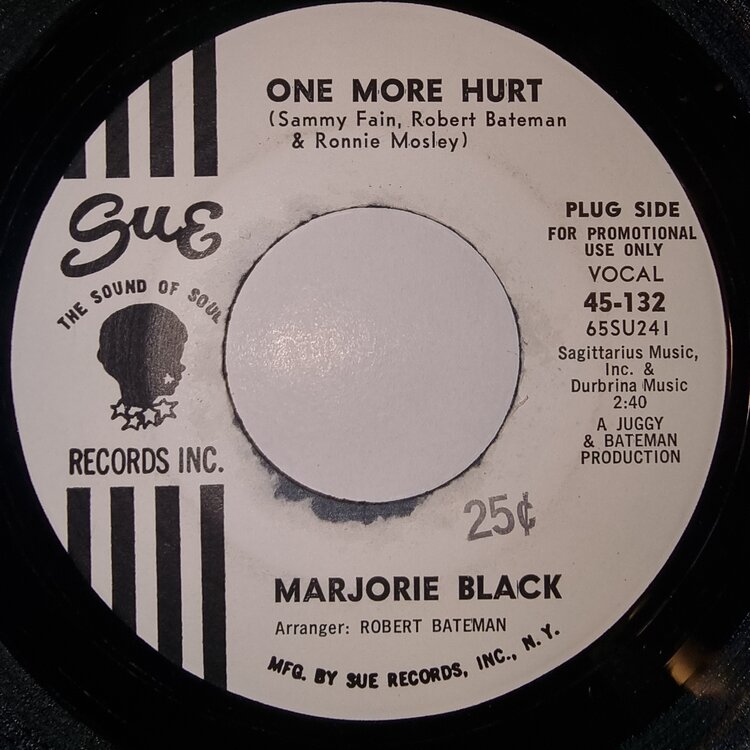 ONE MORE HURT
(Sammy Fain, Robert Bateman
& Ronnie Mosley)
Sue
THE SOUND OF SOUL
RECORDS INC.
PLUG SIDE
FOR PROMOTIONAL
USE ONLY
VOCAL
45-132
65SU241
Sagittarius Music,
Inc. &
Durbrina Music
2:40
A JUGGY
& BATEMAN
PRODUCTION
25¢
MARJORIE BLACK
Arranger: ROBERT BATEMAN
MFG. BY SUE RECORDS, INC., N.Y.